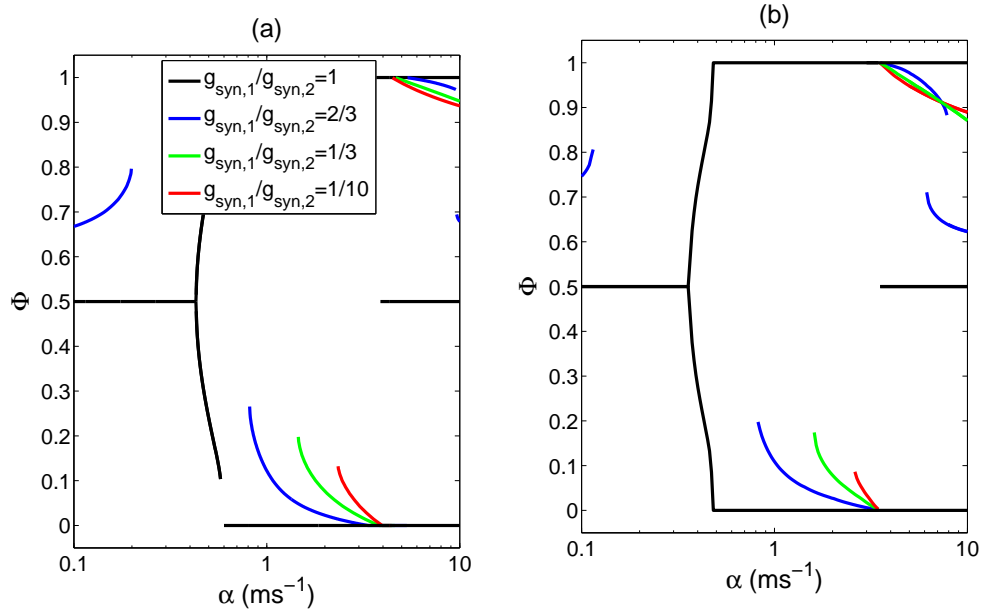 (a)
g_syn,1/g_syn,2=1
g_syn,1/g_syn,2=2/3
g_syn,1/g_syn,2=1/3
g_syn,1/g_syn,2=1/10
1
0.9
0.8
0.7
0.6
0.5
0.4
0.3
0.2
0.1
0
Φ
0.1
1
10
α (ms⁻¹)
(b)
1
0.9
0.8
0.7
0.6
0.5
0.4
0.3
0.2
0.1
0
Φ
0.1
1
10
α (ms⁻¹)